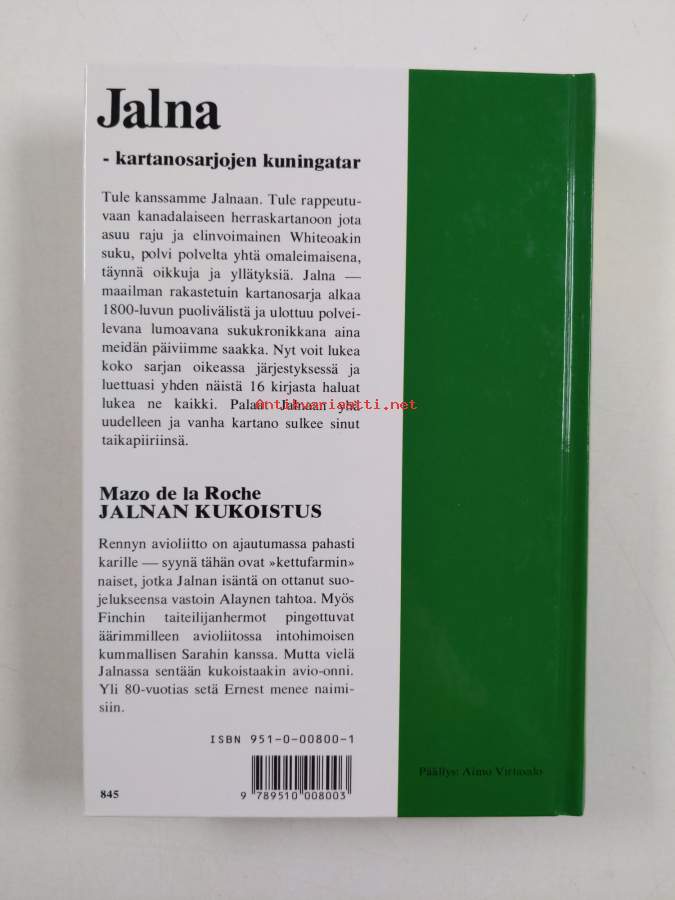 Jalna
- kartanosarjojen kuningatar
Tule kanssamme Jalnaan. Tule rappeutu-
vaan kanadalaiseen herraskartanoon jota
asuu raju ja elinvoimainen Whiteoakin
suku, polvi polvelta yhtä omaleimaisena,
täynnä oikkuja ja yllätyksiä. Jalna —
maailman rakastetuin kartanosarja alkaa
1800-luvun puolivälistä ja ulottuu polvei-
levana lumoavana sukukronikkana aina
meidän päiviimme saakka. Nyt voit lukea
koko sarjan oikeassa järjestyksessä ja
luettuasi yhden näistä 16 kirjasta haluat
lukea ne kaikki. Palaat Jalnaan yhä
Antikvariaatti.net
uudelleen ja vanha kartano sulkee sinut
taikapiiriinsä.
Mazo de la Roche
JALNAN KUKOISTUS
Rennyn avioliitto on ajautumassa pahasti
karille — syynä tähän ovat »kettufarmin»
naiset, jotka Jalnan isäntä on ottanut suo-
jelukseensa vastoin Alaynen tahtoa. Myös
Finchin taiteilijanhermot pingottuvat
äärimmilleen avioliitossa intohimoisen
kummallisen Sarahin kanssa. Mutta vielä
Jalnassa sentään kukoistaakin avio-onni.
Yli 80-vuotias setä Ernest menee naimi-
siin.
ISBN 951-0-00800-1
845
9 789510 008003
Päällys: Aimo Virtasalo